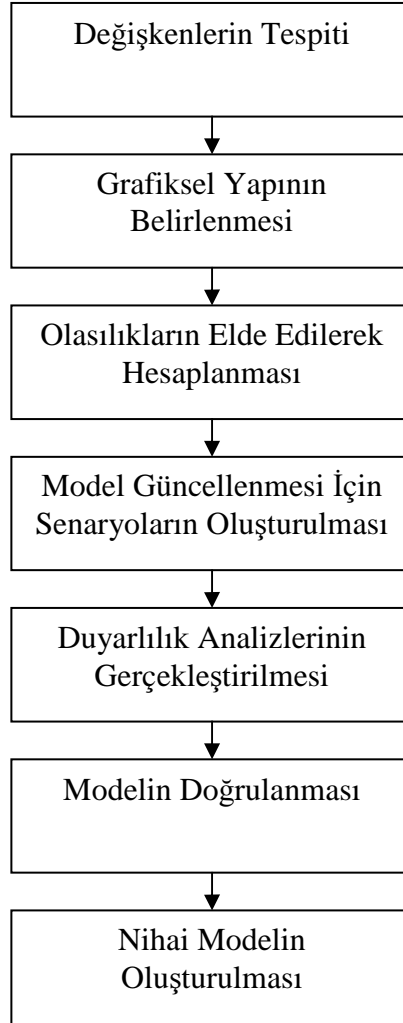 Değişkenlerin Tespiti
Grafiksel Yapının
Belirlenmesi
Olasılıkların Elde Edilerek
Hesaplanması
Model Güncellenmesi İçin
Senaryoların Oluşturulması
Duyarlılık Analizlerinin
Gerçekleştirilmesi
Modelin Doğrulanması
Nihai Modelin
Oluşturulması